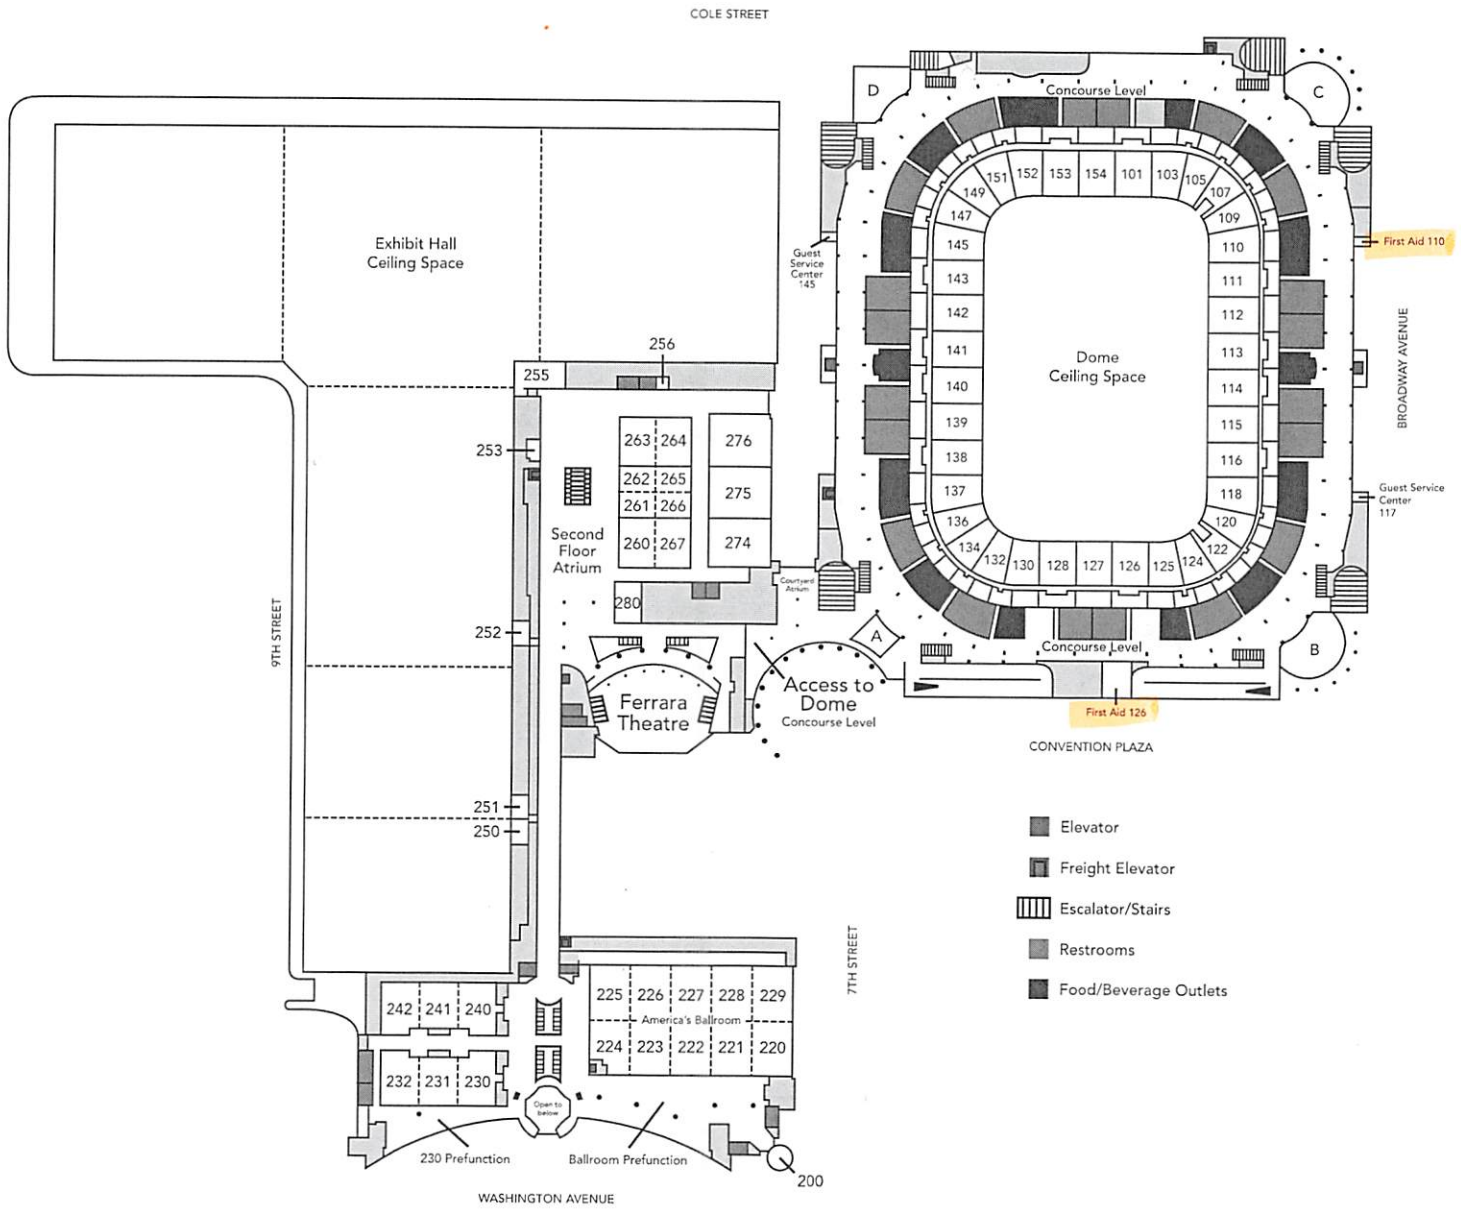 COLE STREET
D
C
Concourse Level
151
152
153
154
101
103
105
149
107
147
109
145
110
143
111
142
112
141
113
140
114
139
115
138
116
137
118
136
120
134
122
132
130
128
127
126
125
124
Dome
Ceiling Space
Guest
Service
Center
145
First Aid 110
BROADWAY AVENUE
Guest Service
Center
117
Exhibit Hall
Ceiling Space
256
255
253
263
264
276
262
265
275
261
266
260
267
274
Second
Floor
Atrium
280
Courtyard
Atrium
9TH STREET
252
A
B
Concourse Level
Ferrara
Theatre
Access to
Dome
Concourse Level
First Aid 126
CONVENTION PLAZA
251
250
Elevator
Freight Elevator
Escalator/Stairs
Restrooms
Food/Beverage Outlets
7TH STREET
242
241
240
225
226
227
228
229
America's Ballroom
224
223
222
221
220
232
231
230
Open to
below
230 Prefunction
Ballroom Prefunction
200
WASHINGTON AVENUE